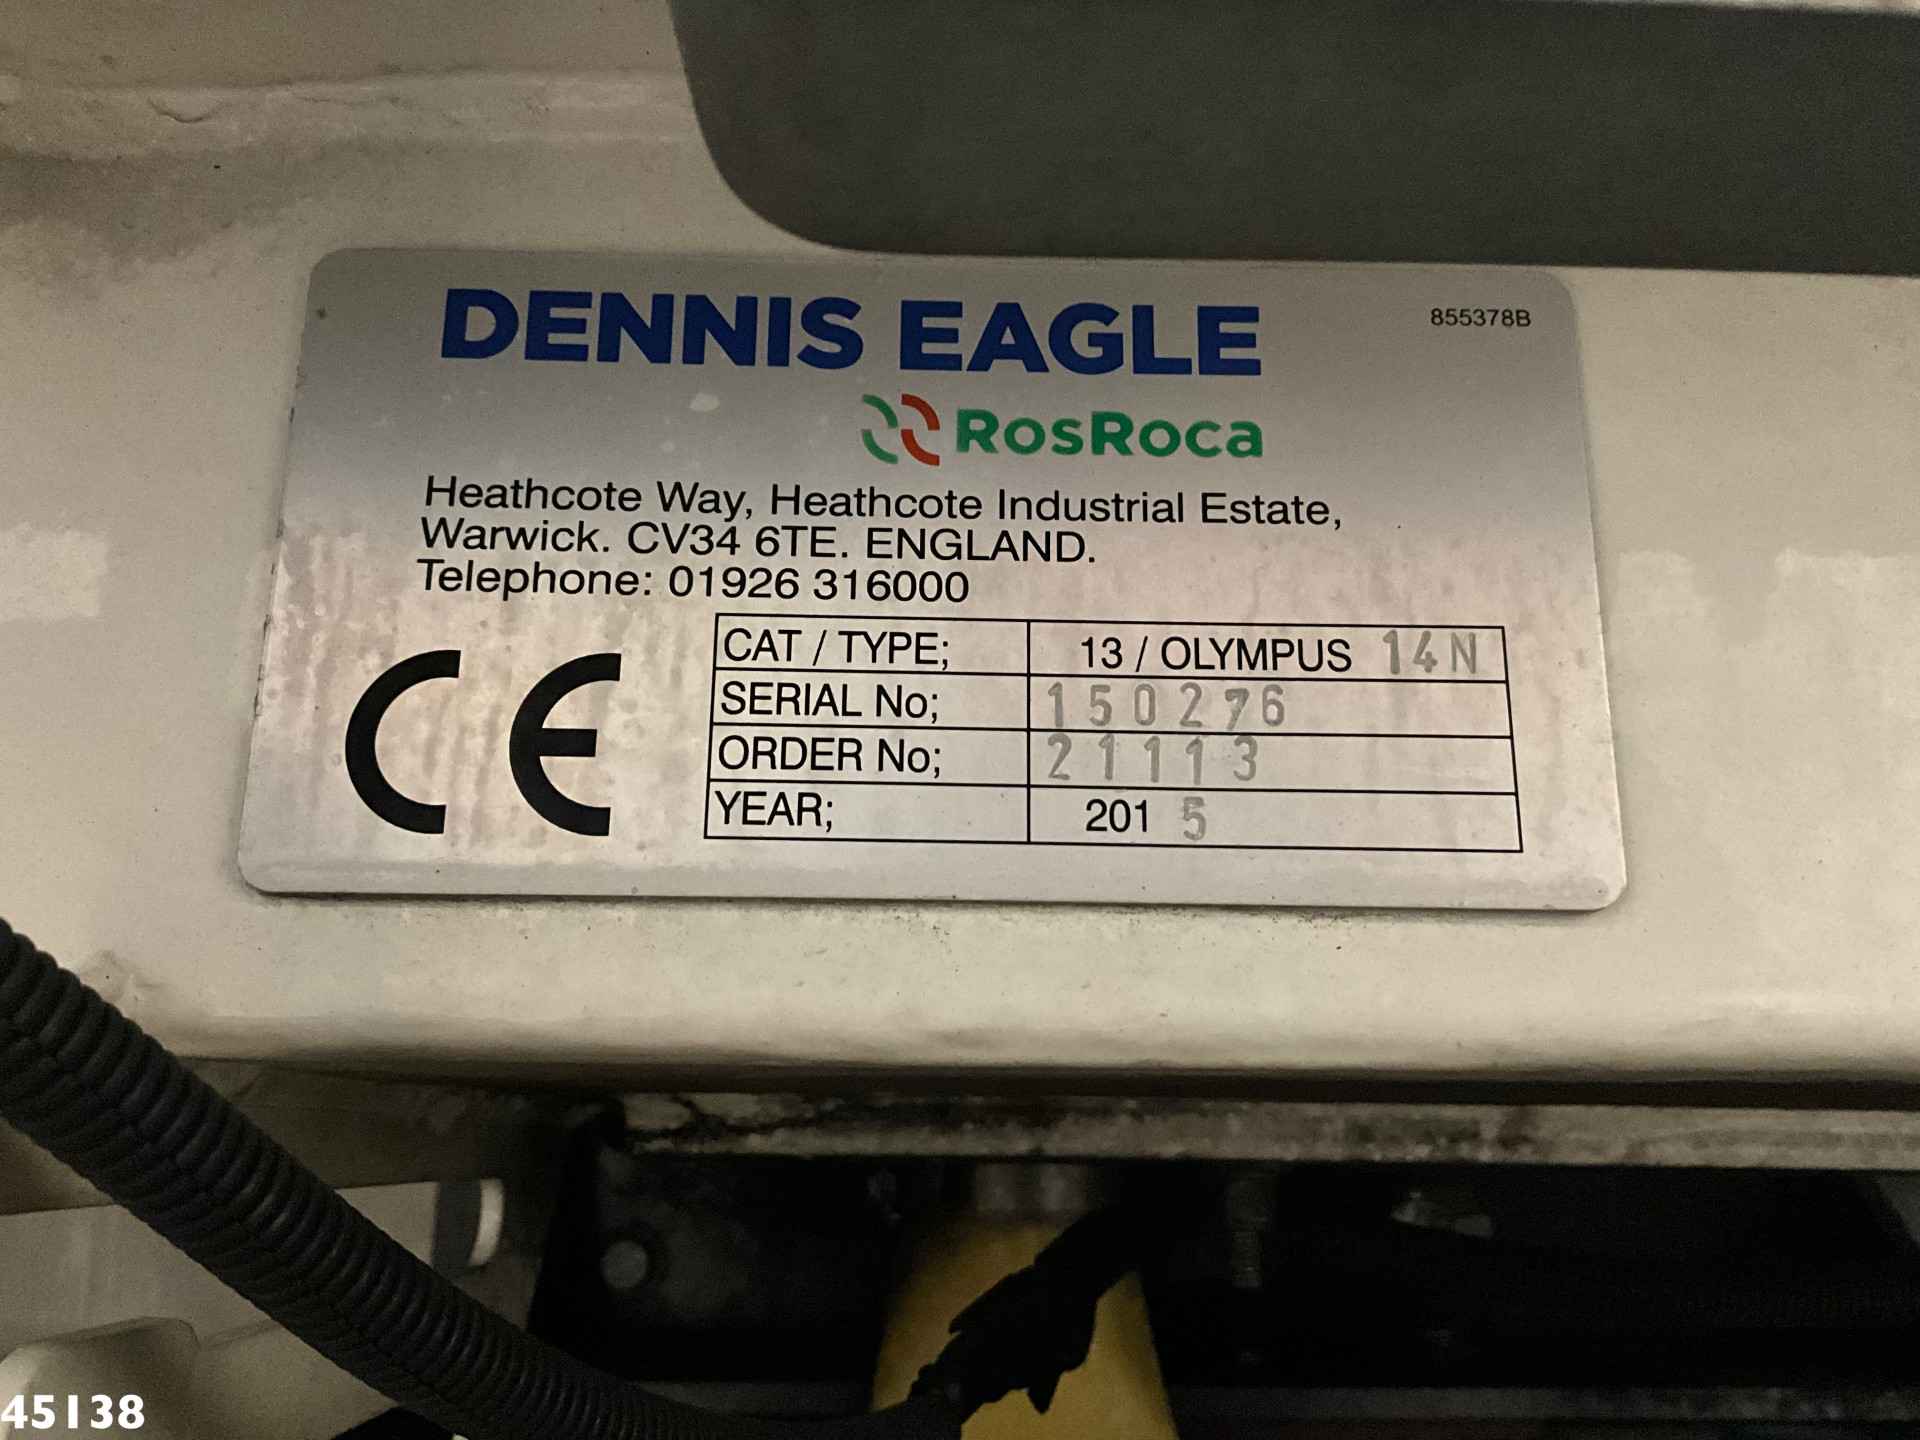 DENNIS EAGLE
855378B
RosRoca
Heathcote Way, Heathcote Industrial Estate,
Warwick. CV34 6TE. ENGLAND.
Telephone: 01926 316000
CE
CAT / TYPE; 13 / OLYMPUS 14N
SERIAL No; 150276
ORDER No; 21113
YEAR; 2015
45138